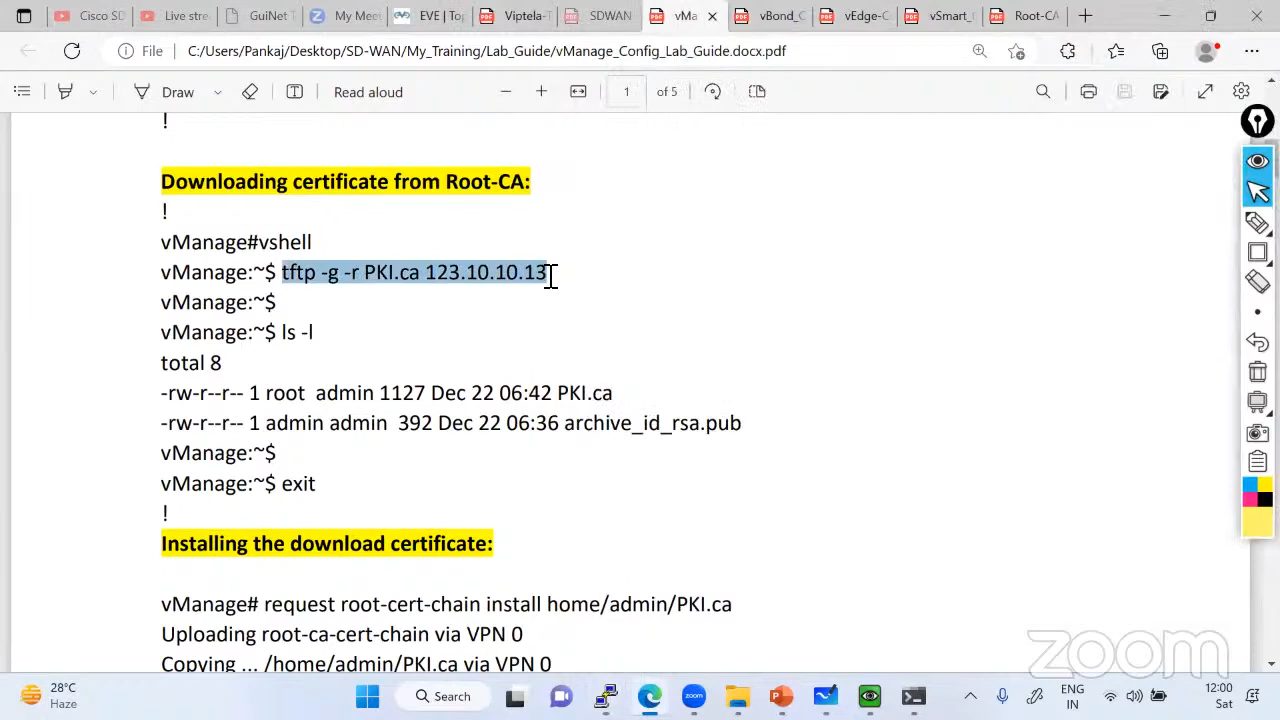 Str
Live stre
GuiNet
Zoom Mee
EVE | Top
Viptela-
SDWAN
vMa
vBond_C
vEdge-C
vSmart_
Root-CA
File
C:/Users/Pankaj/Desktop/SD-WAN/My_Training/Lab_Guide/vManage_Config_Lab_Guide.docx.pdf
Draw
Read aloud
1
of 5
!
Downloading certificate from Root-CA:
!
vManage#vshell
vManage:~$ tftp -g -r PKI.ca 123.10.10.13
vManage:~$
vManage:~$ ls -l
total 8
-rw-r--r-- 1 root  admin 1127 Dec 22 06:42 PKI.ca
-rw-r--r-- 1 admin admin  392 Dec 22 06:36 archive_id_rsa.pub
vManage:~$
vManage:~$ exit
!
Installing the download certificate:
vManage# request root-cert-chain install home/admin/PKI.ca
Uploading root-ca-cert-chain via VPN 0
Copying ... /home/admin/PKI.ca via VPN 0
zoom
28°C
Haze
Search
zoom
ENG
IN
12:00
Sat